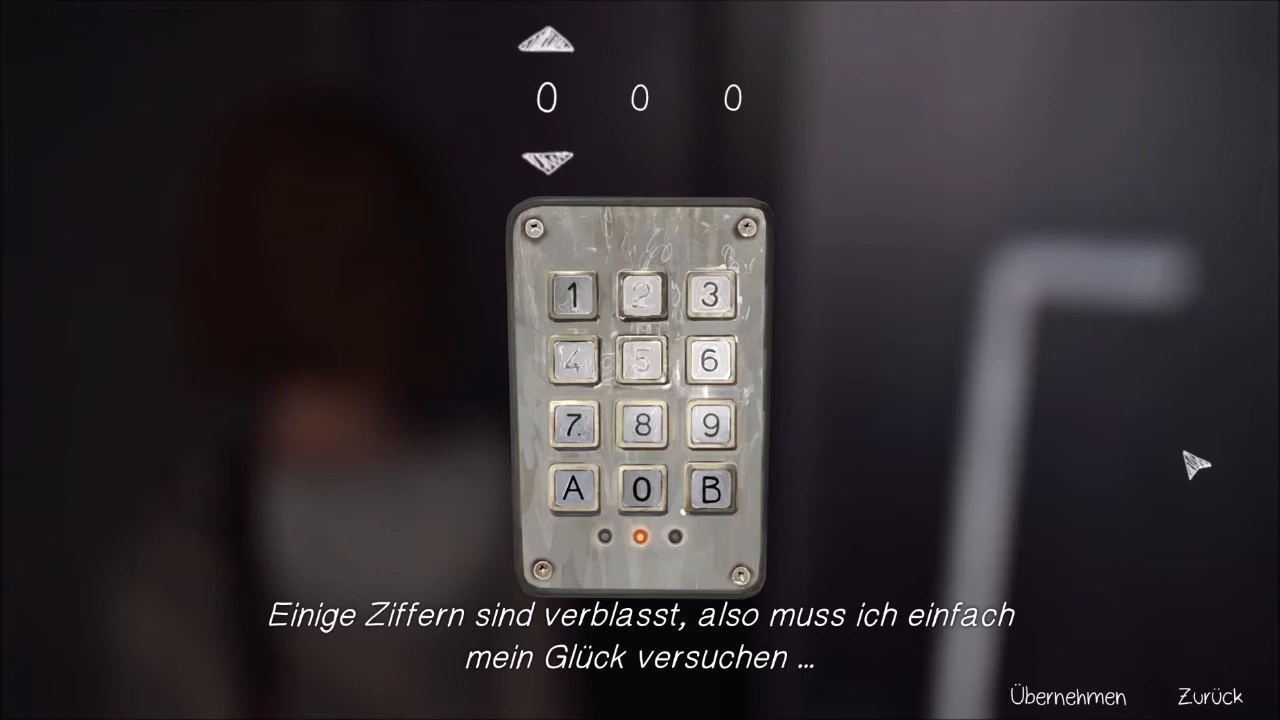 0 0 0
1 2 3
4 5 6
7 8 9
A 0 B
Einige Ziffern sind verblasst, also muss ich einfach
mein Glück versuchen ...
Übernehmen Zurück